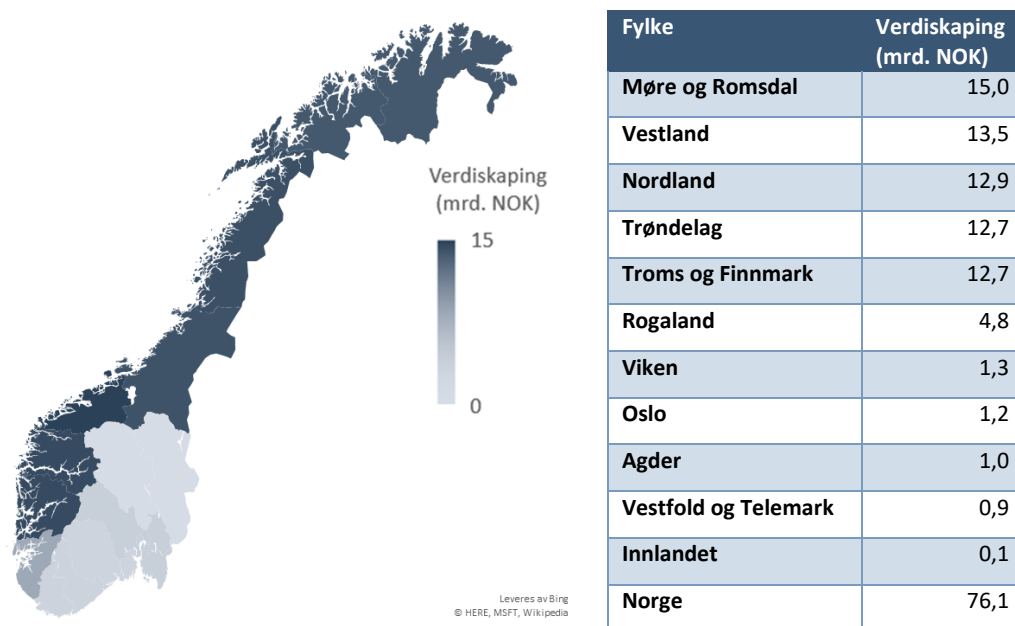 Verdiskaping
(mrd. NOK)
15
0
Leveres av Bing
© HERE, MSFT, Wikipedia
Fylke Verdiskaping
(mrd. NOK)
Møre og Romsdal 15,0
Vestland 13,5
Nordland 12,9
Trøndelag 12,7
Troms og Finnmark 12,7
Rogaland 4,8
Viken 1,3
Oslo 1,2
Agder 1,0
Vestfold og Telemark 0,9
Innlandet 0,1
Norge 76,1